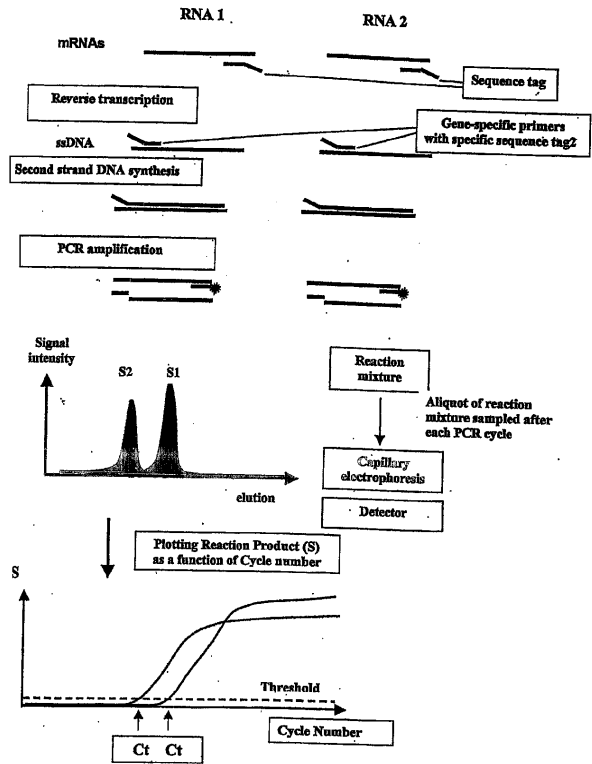 RNA 1
RNA 2
mRNAs
Sequence tag
Reverse transcription
Gene-specific primers
with specific sequence tag2
ssDNA
Second strand DNA synthesis
PCR amplification
Signal
intensity
S2
S1
elution
Reaction
mixture
Aliquot of reaction
mixture sampled after
each PCR cycle
Capillary
electrophoresis
Detector
Plotting Reaction Product (S)
as a function of Cycle number
S
Threshold
Cycle Number
Ct
Ct